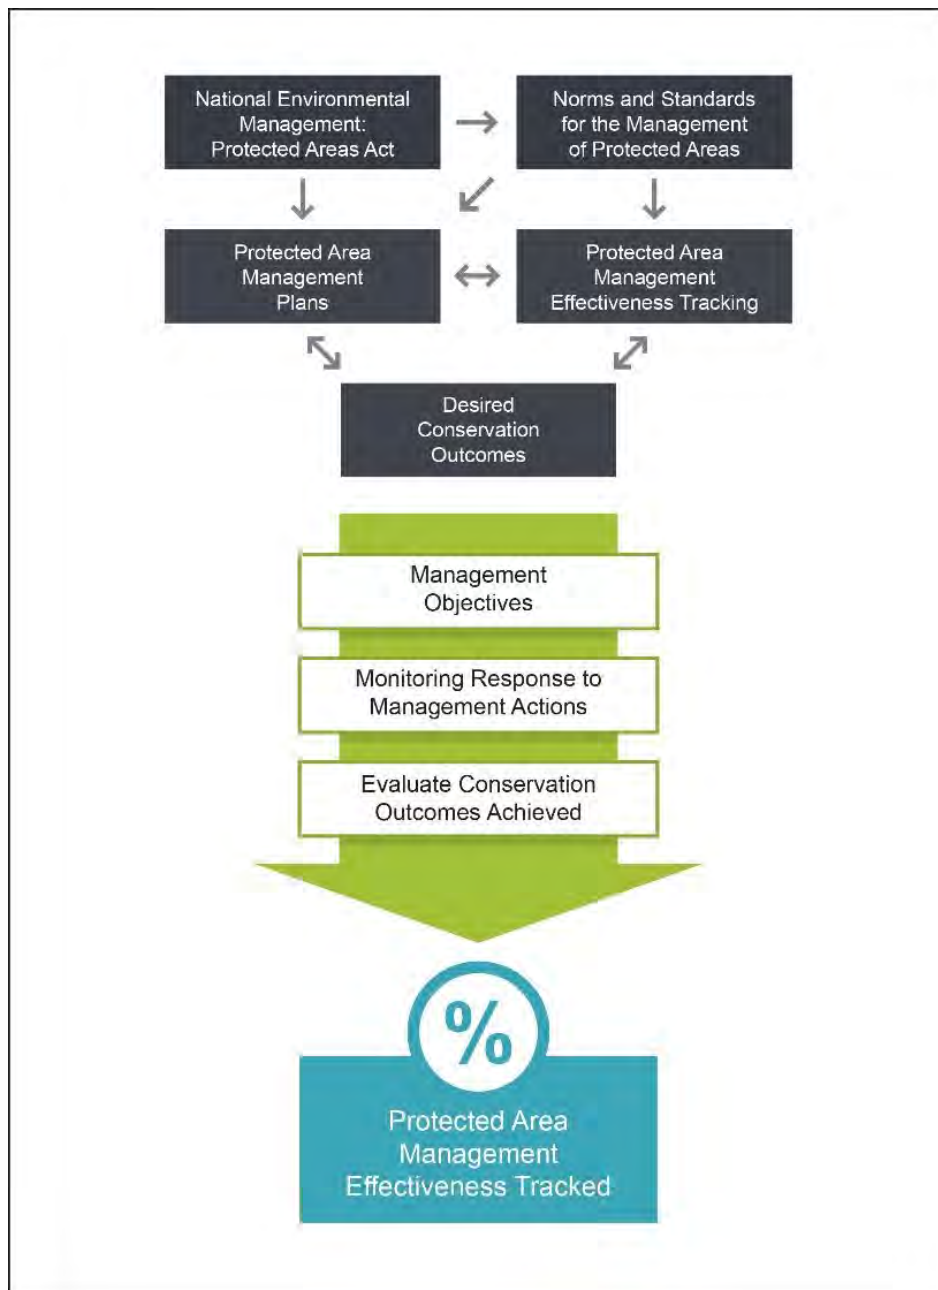 National Environmental
Management:
Protected Areas Act
Norms and Standards
for the Management
of Protected Areas
Protected Area
Management
Plans
Protected Area
Management
Effectiveness Tracking
Desired
Conservation
Outcomes
Management
Objectives
Monitoring Response to
Management Actions
Evaluate Conservation
Outcomes Achieved
%
Protected Area
Management
Effectiveness Tracked